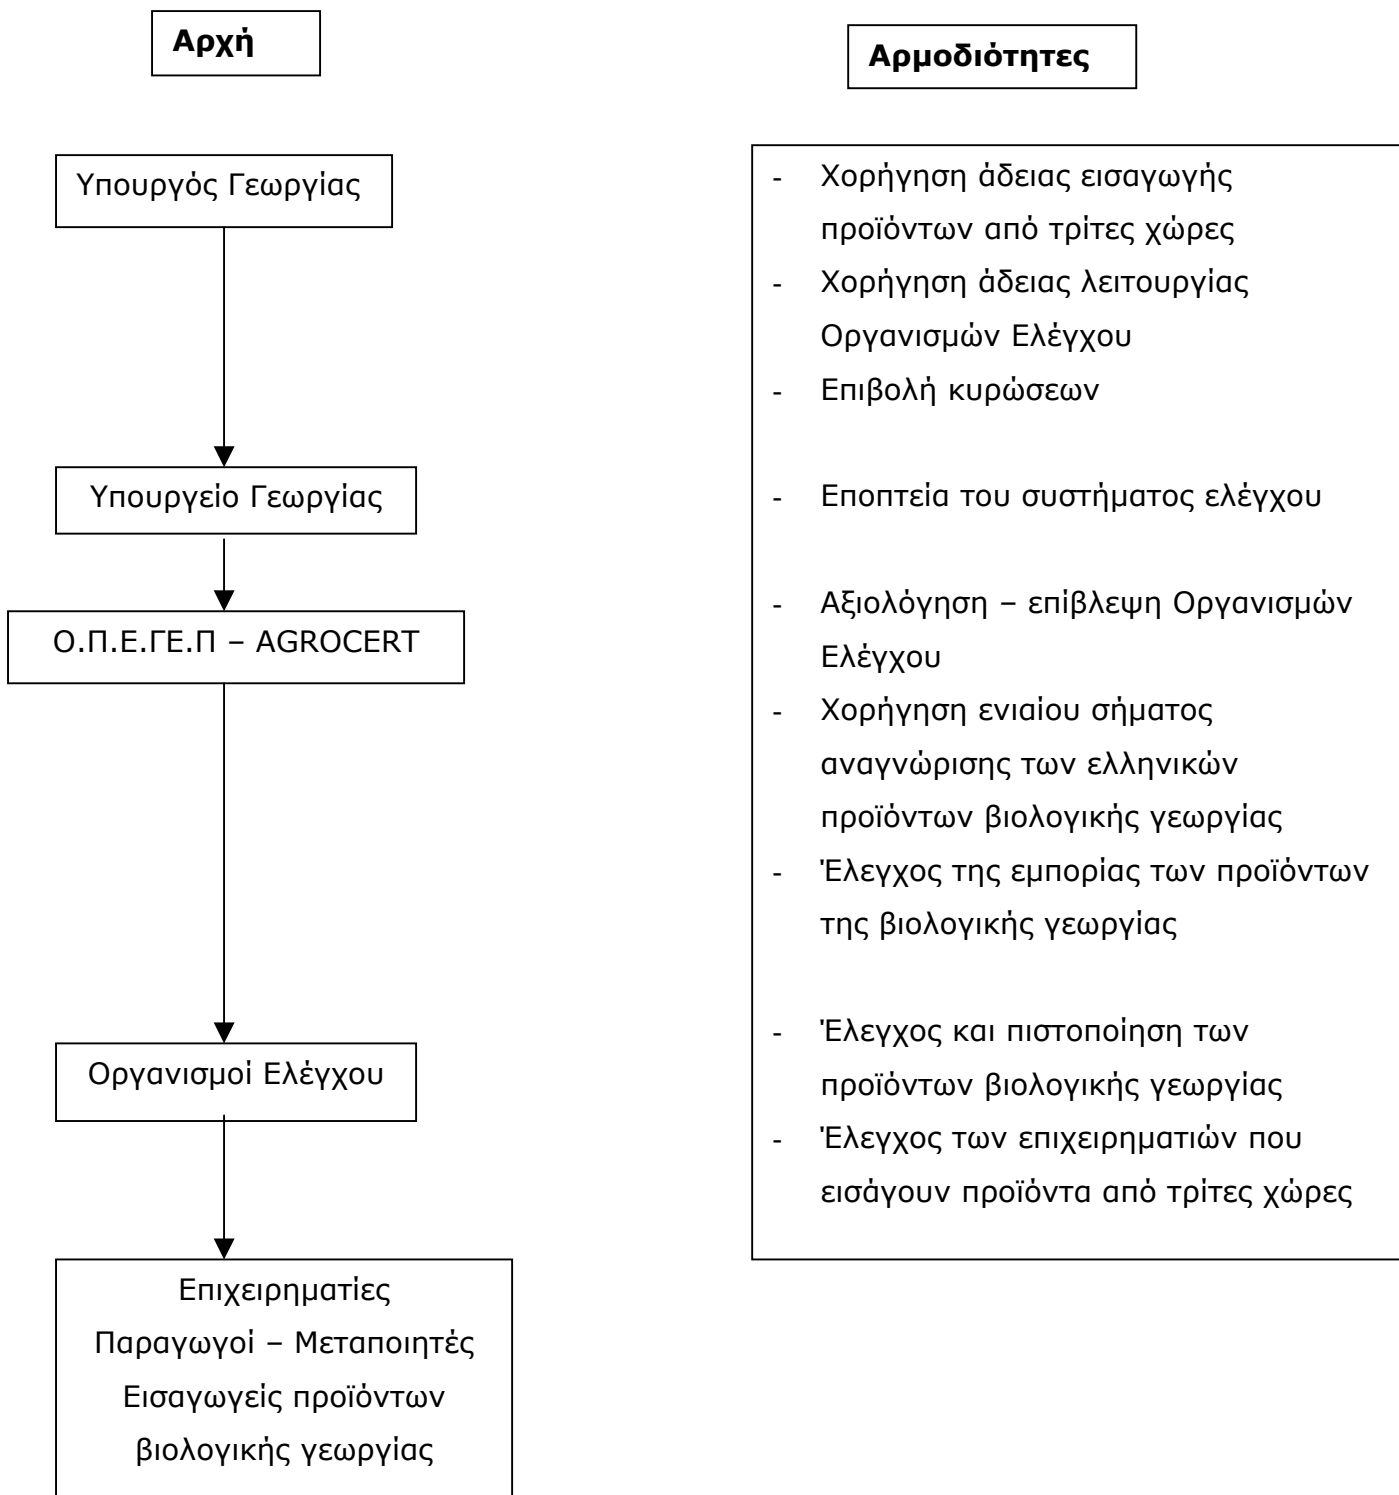 Αρχή
Αρμοδιότητες
Υπουργός Γεωργίας
Υπουργείο Γεωργίας
Ο.Π.Ε.ΓΕ.Π – AGROCERT
Οργανισμοί Ελέγχου
Επιχειρηματίες
Παραγωγοί – Μεταποιητές
Εισαγωγείς προϊόντων
βιολογικής γεωργίας
- Χορήγηση άδειας εισαγωγής
προϊόντων από τρίτες χώρες
- Χορήγηση άδειας λειτουργίας
Οργανισμών Ελέγχου
- Επιβολή κυρώσεων
- Εποπτεία του συστήματος ελέγχου
- Αξιολόγηση – επίβλεψη Οργανισμών
Ελέγχου
- Χορήγηση ενιαίου σήματος
αναγνώρισης των ελληνικών
προϊόντων βιολογικής γεωργίας
- Έλεγχος της εμπορίας των προϊόντων
της βιολογικής γεωργίας
- Έλεγχος και πιστοποίηση των
προϊόντων βιολογικής γεωργίας
- Έλεγχος των επιχειρηματιών που
εισάγουν προϊόντα από τρίτες χώρες